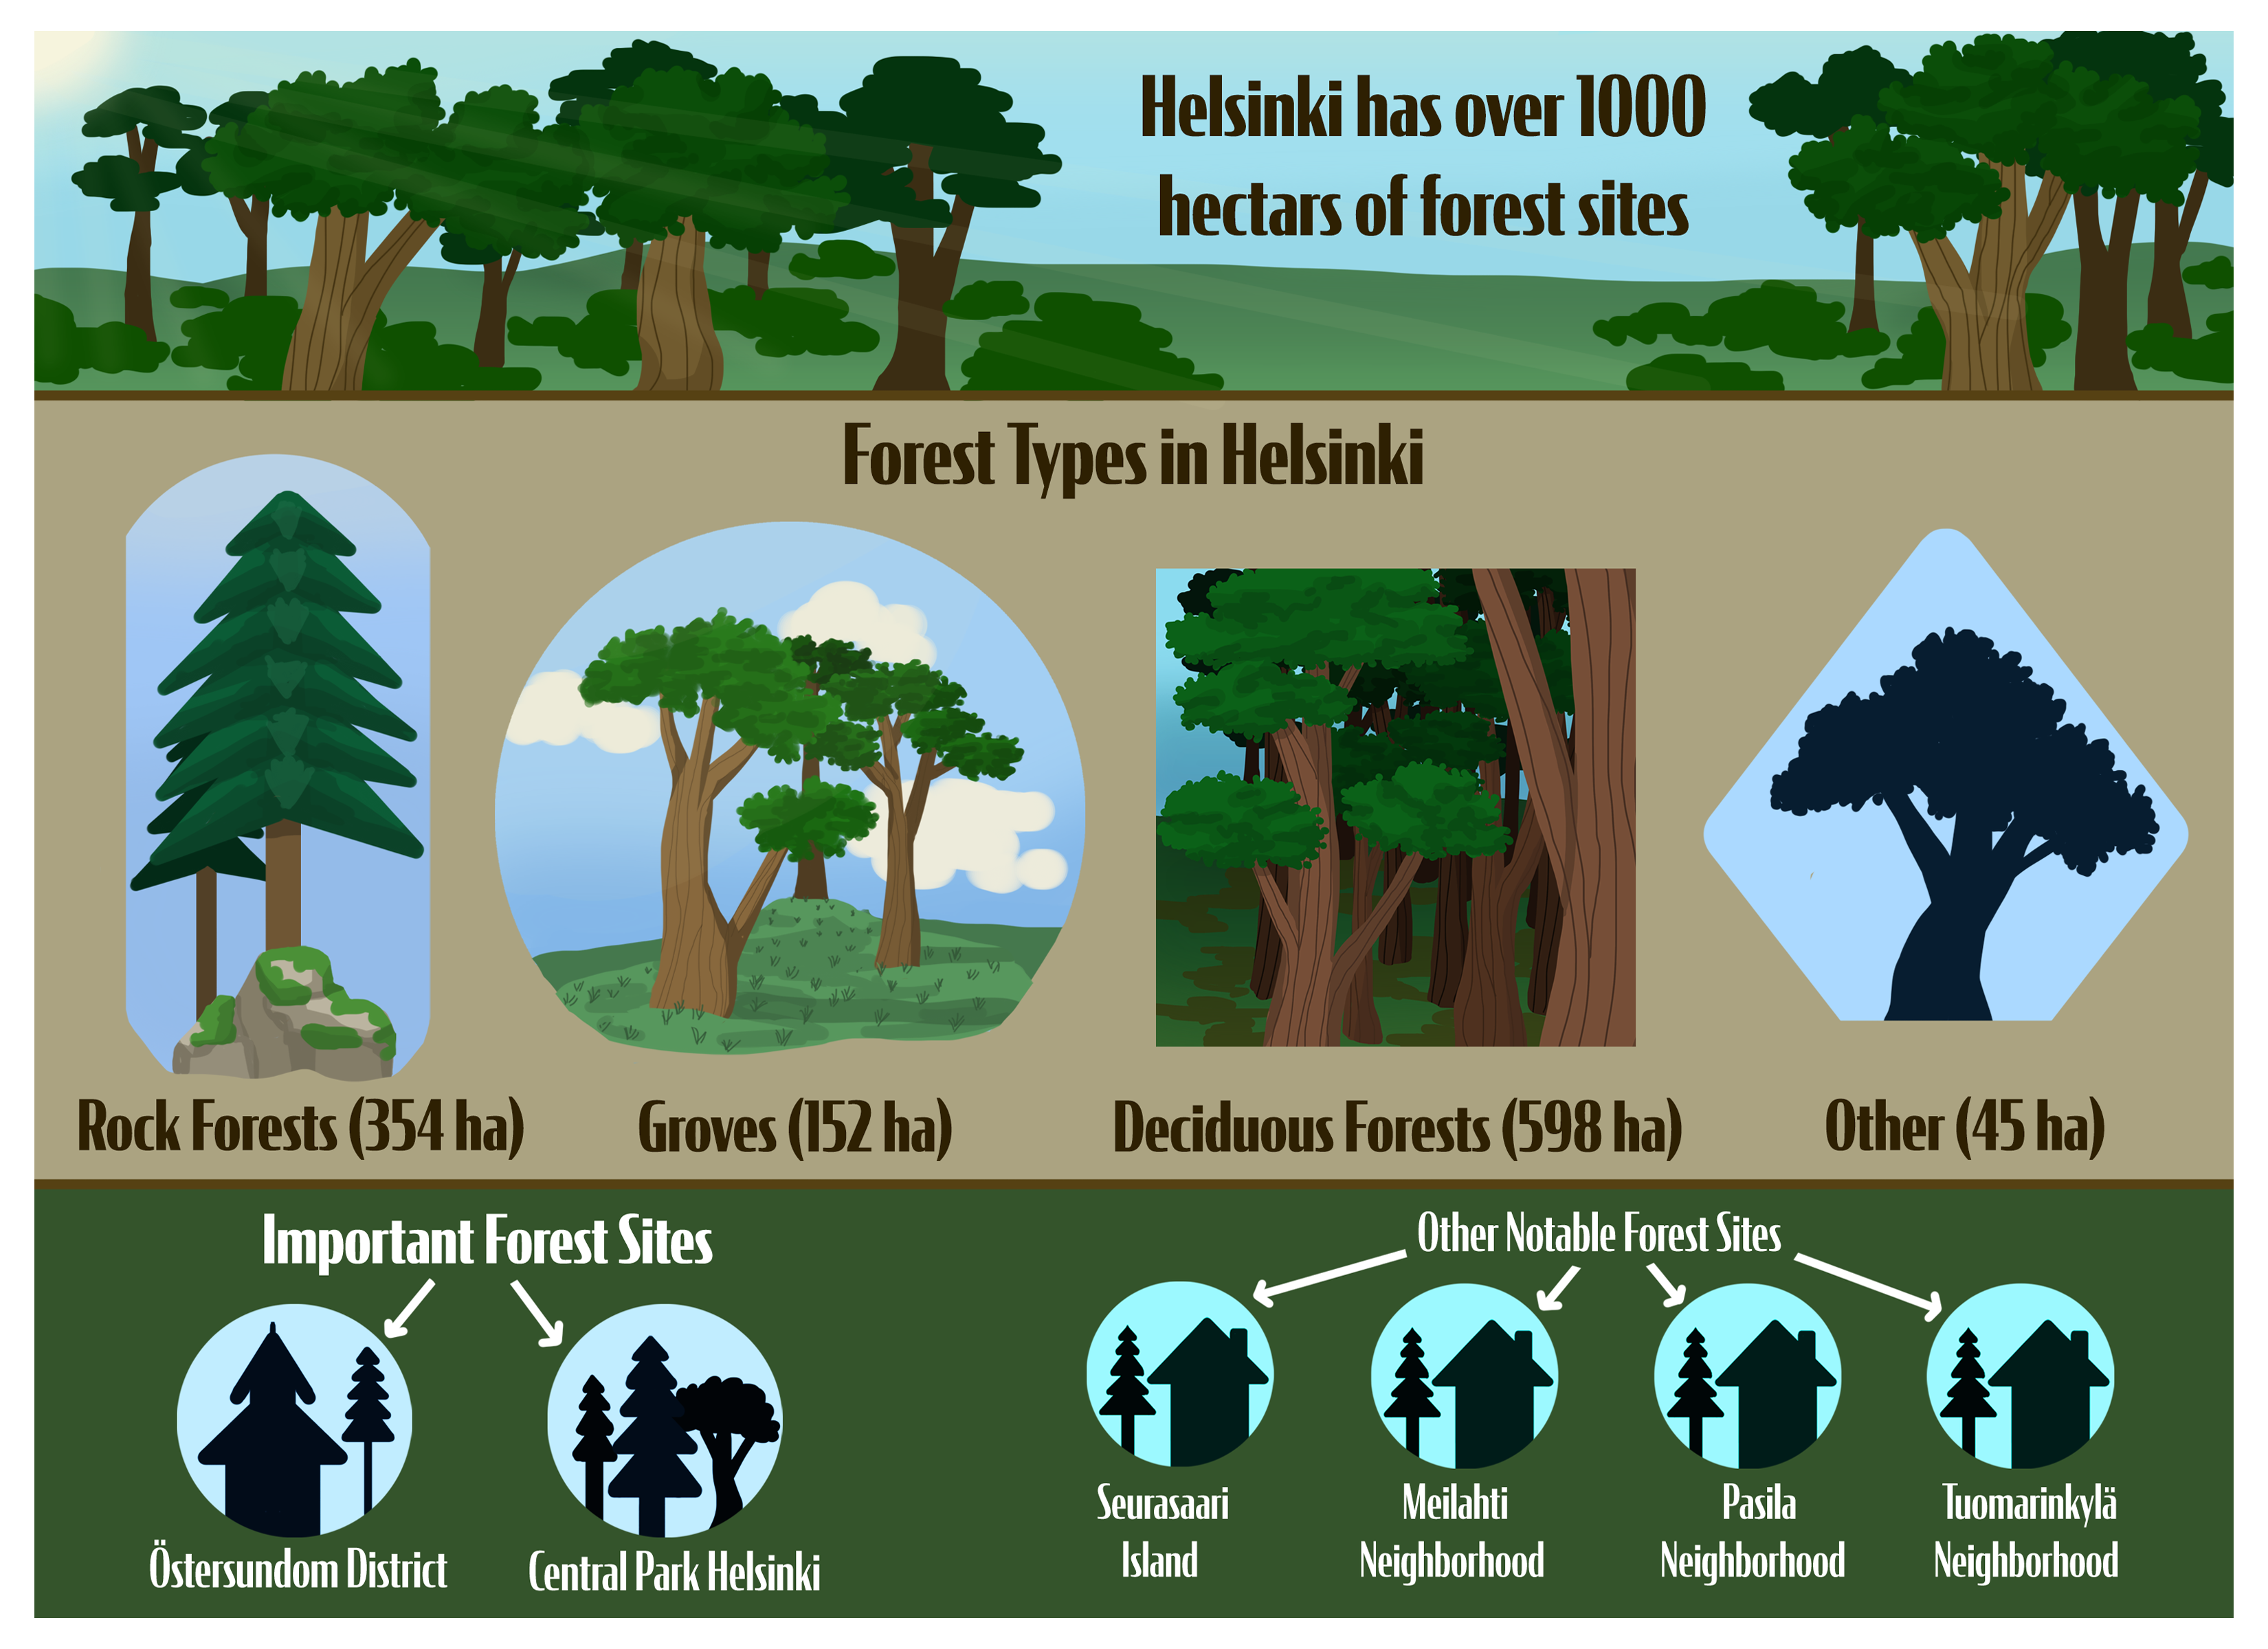 Helsinki has over 1000
hectars of forest sites
Forest Types in Helsinki
Rock Forests (354 ha)
Groves (152 ha)
Deciduous Forests (598 ha)
Other (45 ha)
Important Forest Sites
Östersundom District
Central Park Helsinki
Other Notable Forest Sites
Seurasaari
Island
Meilahti
Neighborhood
Pasila
Neighborhood
Tuomarinkylä
Neighborhood